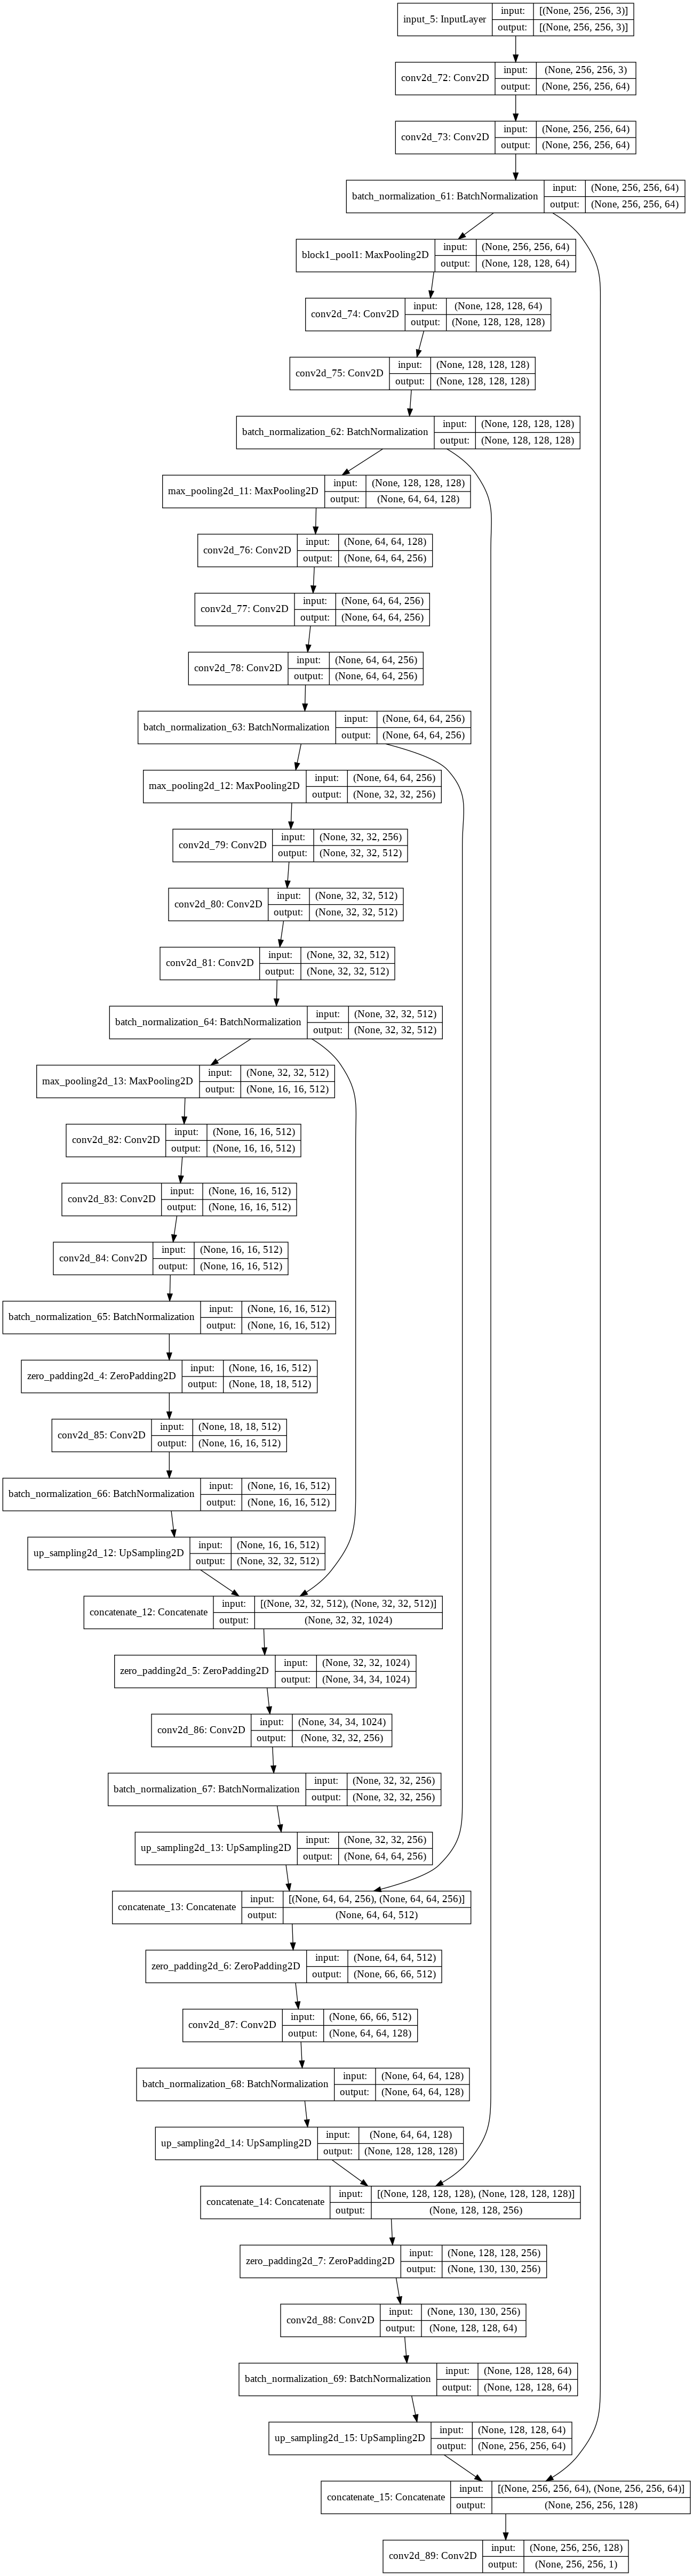 input_5: InputLayer
input: [(None, 256, 256, 3)]
output: [(None, 256, 256, 3)]
conv2d_72: Conv2D
input: (None, 256, 256, 3)
output: (None, 256, 256, 64)
conv2d_73: Conv2D
input: (None, 256, 256, 64)
output: (None, 256, 256, 64)
batch_normalization_61: BatchNormalization
input: (None, 256, 256, 64)
output: (None, 256, 256, 64)
block1_pool1: MaxPooling2D
input: (None, 256, 256, 64)
output: (None, 128, 128, 64)
conv2d_74: Conv2D
input: (None, 128, 128, 64)
output: (None, 128, 128, 128)
conv2d_75: Conv2D
input: (None, 128, 128, 128)
output: (None, 128, 128, 128)
batch_normalization_62: BatchNormalization
input: (None, 128, 128, 128)
output: (None, 128, 128, 128)
max_pooling2d_11: MaxPooling2D
input: (None, 128, 128, 128)
output: (None, 64, 64, 128)
conv2d_76: Conv2D
input: (None, 64, 64, 128)
output: (None, 64, 64, 256)
conv2d_77: Conv2D
input: (None, 64, 64, 256)
output: (None, 64, 64, 256)
conv2d_78: Conv2D
input: (None, 64, 64, 256)
output: (None, 64, 64, 256)
batch_normalization_63: BatchNormalization
input: (None, 64, 64, 256)
output: (None, 64, 64, 256)
max_pooling2d_12: MaxPooling2D
input: (None, 64, 64, 256)
output: (None, 32, 32, 256)
conv2d_79: Conv2D
input: (None, 32, 32, 256)
output: (None, 32, 32, 512)
conv2d_80: Conv2D
input: (None, 32, 32, 512)
output: (None, 32, 32, 512)
conv2d_81: Conv2D
input: (None, 32, 32, 512)
output: (None, 32, 32, 512)
batch_normalization_64: BatchNormalization
input: (None, 32, 32, 512)
output: (None, 32, 32, 512)
max_pooling2d_13: MaxPooling2D
input: (None, 32, 32, 512)
output: (None, 16, 16, 512)
conv2d_82: Conv2D
input: (None, 16, 16, 512)
output: (None, 16, 16, 512)
conv2d_83: Conv2D
input: (None, 16, 16, 512)
output: (None, 16, 16, 512)
conv2d_84: Conv2D
input: (None, 16, 16, 512)
output: (None, 16, 16, 512)
batch_normalization_65: BatchNormalization
input: (None, 16, 16, 512)
output: (None, 16, 16, 512)
zero_padding2d_4: ZeroPadding2D
input: (None, 16, 16, 512)
output: (None, 18, 18, 512)
conv2d_85: Conv2D
input: (None, 18, 18, 512)
output: (None, 16, 16, 512)
batch_normalization_66: BatchNormalization
input: (None, 16, 16, 512)
output: (None, 16, 16, 512)
up_sampling2d_12: UpSampling2D
input: (None, 16, 16, 512)
output: (None, 32, 32, 512)
concatenate_12: Concatenate
input: [(None, 32, 32, 512), (None, 32, 32, 512)]
output: (None, 32, 32, 1024)
zero_padding2d_5: ZeroPadding2D
input: (None, 32, 32, 1024)
output: (None, 34, 34, 1024)
conv2d_86: Conv2D
input: (None, 34, 34, 1024)
output: (None, 32, 32, 256)
batch_normalization_67: BatchNormalization
input: (None, 32, 32, 256)
output: (None, 32, 32, 256)
up_sampling2d_13: UpSampling2D
input: (None, 32, 32, 256)
output: (None, 64, 64, 256)
concatenate_13: Concatenate
input: [(None, 64, 64, 256), (None, 64, 64, 256)]
output: (None, 64, 64, 512)
zero_padding2d_6: ZeroPadding2D
input: (None, 64, 64, 512)
output: (None, 66, 66, 512)
conv2d_87: Conv2D
input: (None, 66, 66, 512)
output: (None, 64, 64, 128)
batch_normalization_68: BatchNormalization
input: (None, 64, 64, 128)
output: (None, 64, 64, 128)
up_sampling2d_14: UpSampling2D
input: (None, 64, 64, 128)
output: (None, 128, 128, 128)
concatenate_14: Concatenate
input: [(None, 128, 128, 128), (None, 128, 128, 128)]
output: (None, 128, 128, 256)
zero_padding2d_7: ZeroPadding2D
input: (None, 128, 128, 256)
output: (None, 130, 130, 256)
conv2d_88: Conv2D
input: (None, 130, 130, 256)
output: (None, 128, 128, 64)
batch_normalization_69: BatchNormalization
input: (None, 128, 128, 64)
output: (None, 128, 128, 64)
up_sampling2d_15: UpSampling2D
input: (None, 128, 128, 64)
output: (None, 256, 256, 64)
concatenate_15: Concatenate
input: [(None, 256, 256, 64), (None, 256, 256, 64)]
output: (None, 256, 256, 128)
conv2d_89: Conv2D
input: (None, 256, 256, 128)
output: (None, 256, 256, 1)